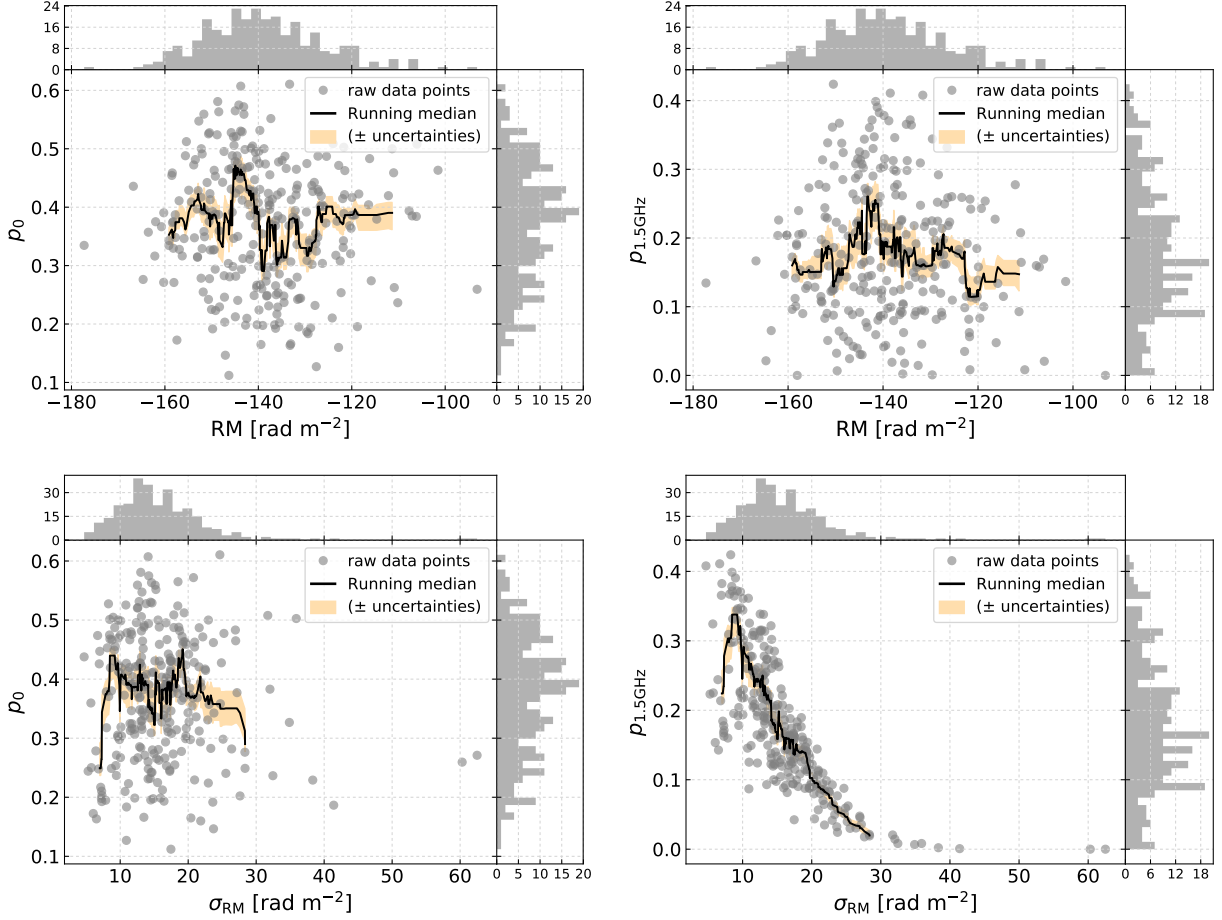 24
16
8
0
0.6
0.5
0.4
0.3
0.2
0.1
p₀
raw data points
Running median
(± uncertainties)
−180 −160 −140 −120 −100
0 5 10 15 20
RM [rad m⁻²]
24
18
12
6
0
0.4
0.3
0.2
0.1
0.0
p₁.₅GHz
raw data points
Running median
(± uncertainties)
−180 −160 −140 −120 −100
0 6 12 18
RM [rad m⁻²]
30
15
0
0.6
0.5
0.4
0.3
0.2
0.1
p₀
raw data points
Running median
(± uncertainties)
10 20 30 40 50 60
0 5 10 15 20
σRM [rad m⁻²]
30
15
0
0.4
0.3
0.2
0.1
0.0
p₁.₅GHz
raw data points
Running median
(± uncertainties)
10 20 30 40 50 60
0 6 12 18
σRM [rad m⁻²]